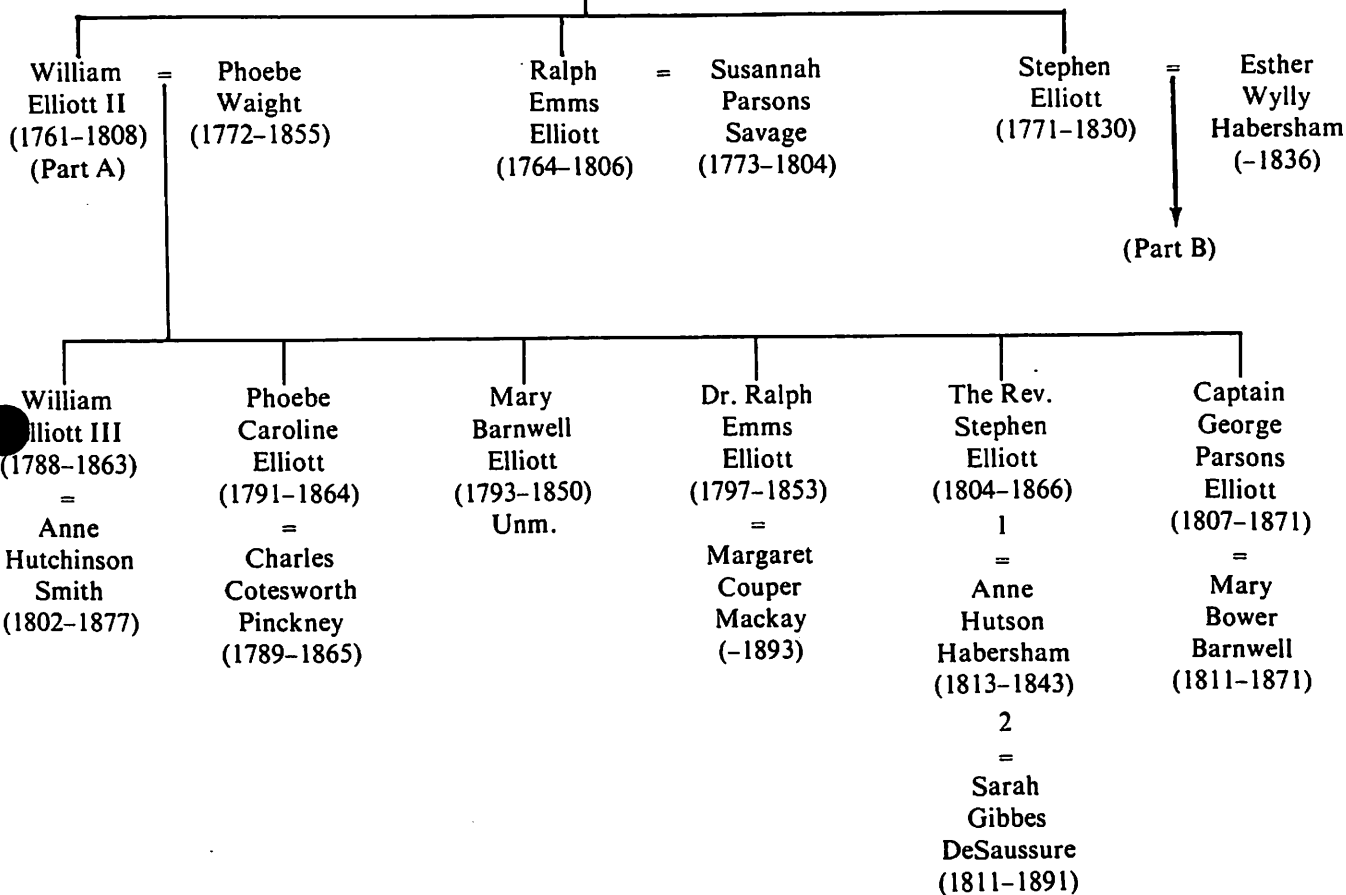 William = Phoebe
Elliott II Waight
(1761–1808) (1772–1855)
(Part A)
Ralph = Susannah
Emms Parsons
Elliott Savage
(1764–1806) (1773–1804)
Stephen = Esther
Elliott Wylly
(1771–1830) Habersham
(–1836)
(Part B)
William
lliott III
(1788–1863)
=
Anne
Hutchinson
Smith
(1802–1877)
Phoebe
Caroline
Elliott
(1791–1864)
=
Charles
Cotesworth
Pinckney
(1789–1865)
Mary
Barnwell
Elliott
(1793–1850)
Unm.
Dr. Ralph
Emms
Elliott
(1797–1853)
=
Margaret
Couper
Mackay
(–1893)
The Rev.
Stephen
Elliott
(1804–1866)
1
=
Anne
Hutson
Habersham
(1813–1843)
2
=
Sarah
Gibbes
DeSaussure
(1811–1891)
Captain
George
Parsons
Elliott
(1807–1871)
=
Mary
Bower
Barnwell
(1811–1871)